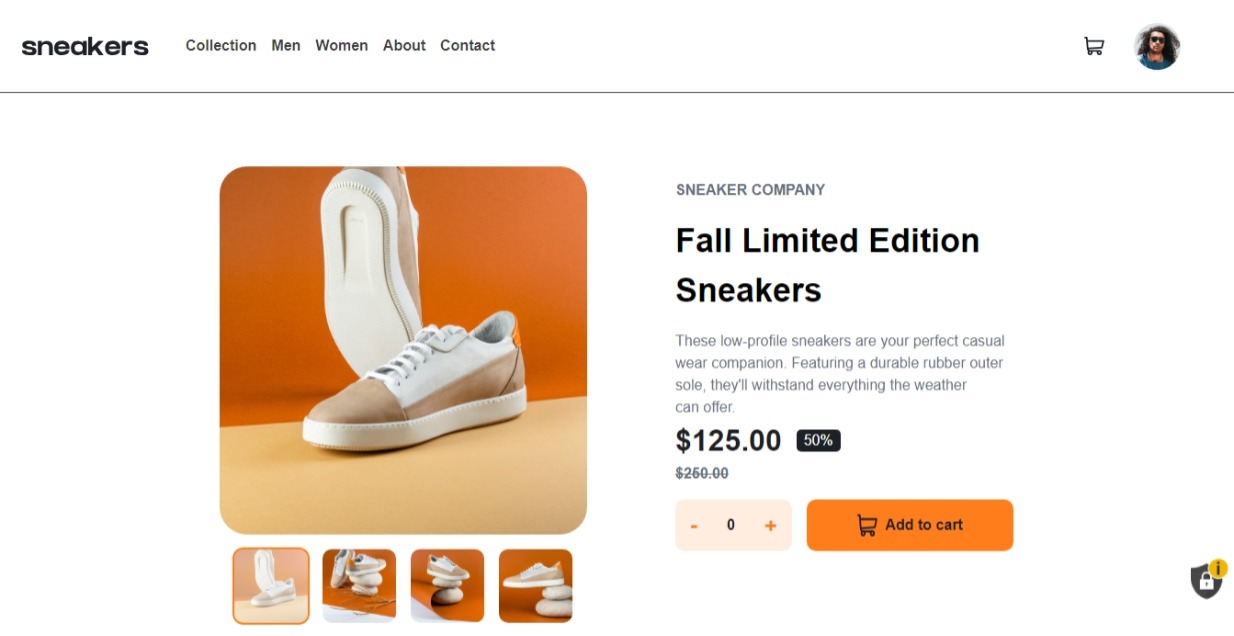 sneakers
Collection Men Women About Contact
SNEAKER COMPANY
Fall Limited Edition
Sneakers
These low-profile sneakers are your perfect casual
wear companion. Featuring a durable rubber outer
sole, they'll withstand everything the weather
can offer.
$125.00 50%
$250.00
- 0 +
Add to cart
i